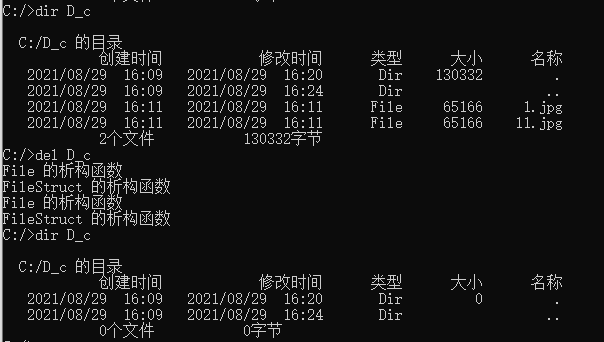 C:/>dir D_c
C:/D_c 的目录
创建时间 修改时间 类型 大小 名称
2021/08/29 16:09 2021/08/29 16:20 Dir 130332 .
2021/08/29 16:09 2021/08/29 16:24 Dir ..
2021/08/29 16:11 2021/08/29 16:11 File 65166 1.jpg
2021/08/29 16:11 2021/08/29 16:11 File 65166 11.jpg
2个文件 130332字节
C:/>del D_c
File 的析构函数
FileStruct 的析构函数
File 的析构函数
FileStruct 的析构函数
C:/>dir D_c
C:/D_c 的目录
创建时间 修改时间 类型 大小 名称
2021/08/29 16:09 2021/08/29 16:20 Dir 0 .
2021/08/29 16:09 2021/08/29 16:24 Dir ..
0个文件 0字节